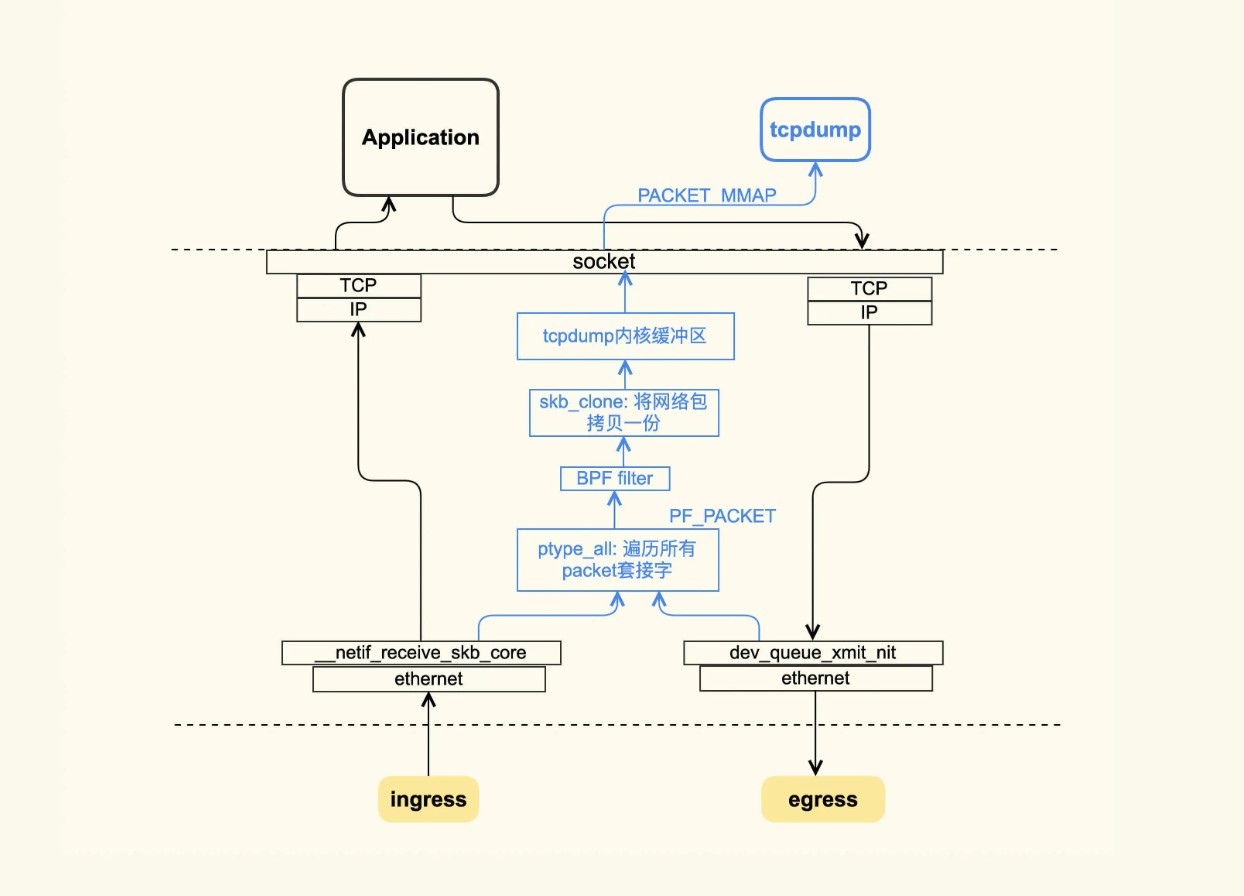 Application
tcpdump
PACKET_MMAP
socket
TCP
IP
TCP
IP
tcpdump内核缓冲区
skb_clone: 将网络包
拷贝一份
BPF filter
PF_PACKET
ptype_all: 遍历所有
packet套接字
__netif_receive_skb_core
ethernet
dev_queue_xmit_nit
ethernet
ingress
egress